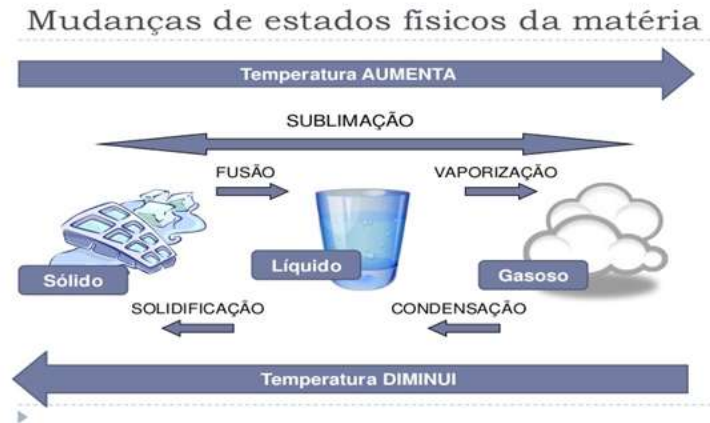 Mudanças de estados físicos da matéria
Temperatura AUMENTA
SUBLIMAÇÃO
FUSÃO
VAPORIZAÇÃO
Sólido
Líquido
Gasoso
SOLIDIFICAÇÃO
CONDENSAÇÃO
Temperatura DIMINUI